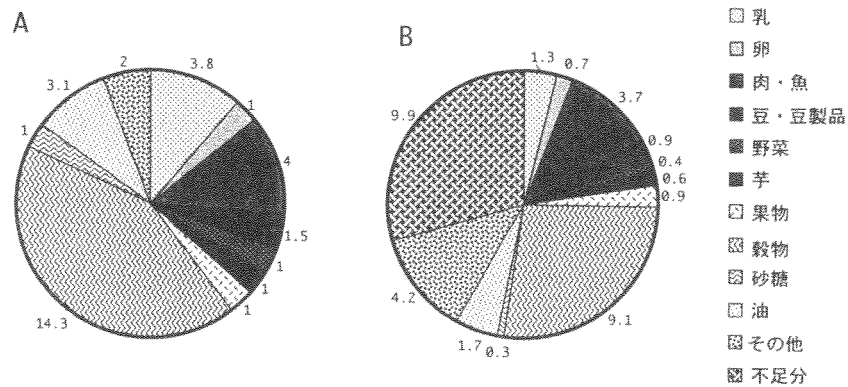 A
2
3.8
1
4
1.5
1
1
1
14.3
1
3.1
B
1.3
0.7
3.7
0.9
0.4
0.6
0.9
9.1
0.3
1.7
4.2
9.9
乳
卵
肉・魚
豆・豆製品
野菜
芋
果物
穀物
砂糖
油
その他
不足分